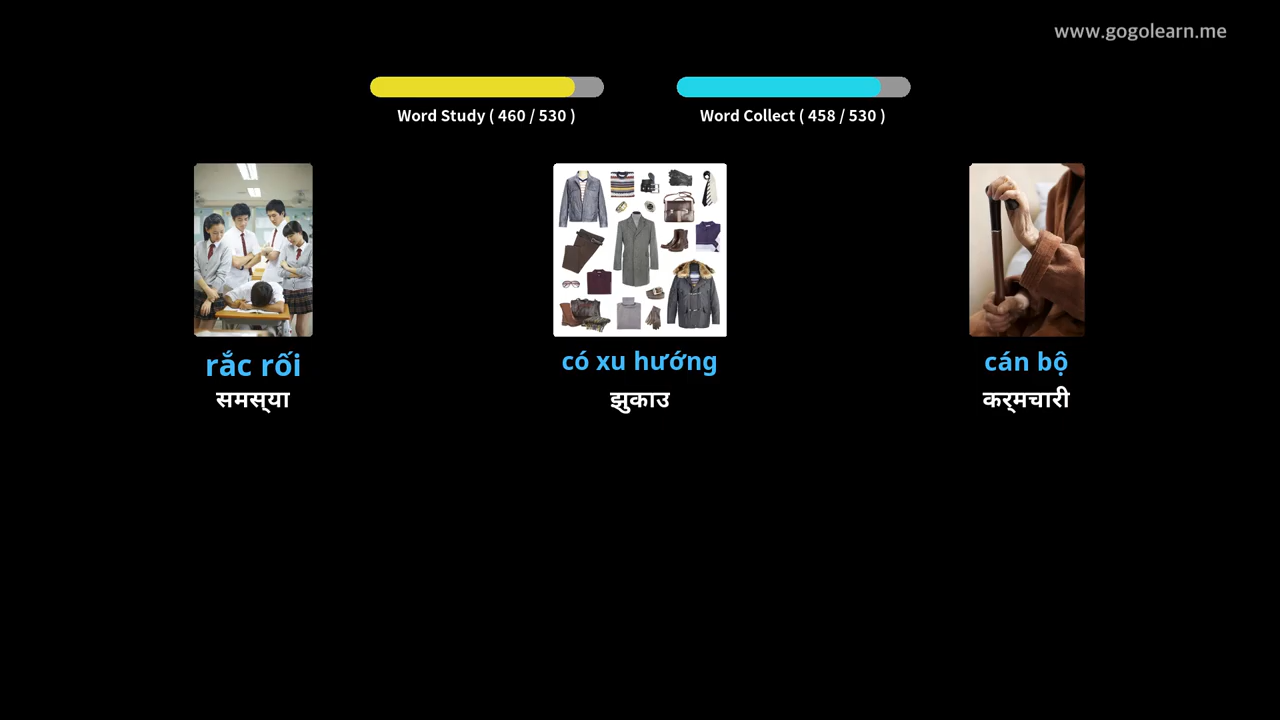 www.gogolearn.me
Word Study ( 460 / 530 )
Word Collect ( 458 / 530 )
rắc rối
समस्‌या
có xu hướng
झुकाउ
cán bộ
कर्‌मचारी